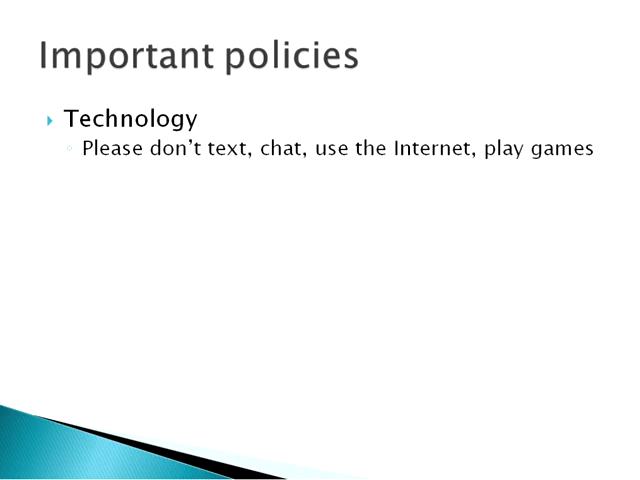 Important policies
Technology
Please don’t text, chat, use the Internet, play games